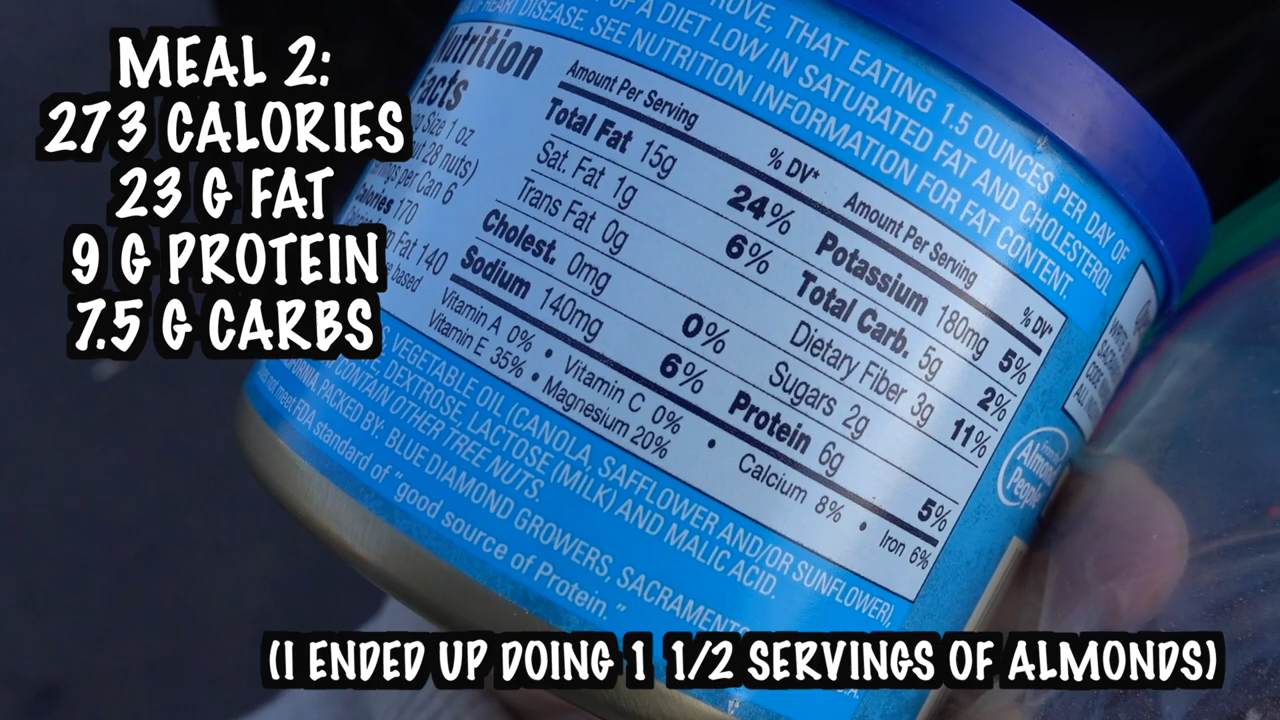 MEAL 2:
273 CALORIES
23 G FAT
9 G PROTEIN
7.5 G CARBS
ROVE, THAT EATING 1.5 OUNCES PER DAY OF
OF A DIET LOW IN SATURATED FAT AND CHOLESTEROL
OF HEART DISEASE. SEE NUTRITION INFORMATION FOR FAT CONTENT.
Nutrition
Facts
Size 1 oz
28 nuts)
per Can 6
Calories 170
Fat 140
based
Amount Per Serving % DV*
Total Fat 15g 24%
Sat. Fat 1g 6%
Trans Fat 0g
Cholest. 0mg 0%
Sodium 140mg 6%
Amount Per Serving % DV*
Potassium 180mg 5%
Total Carb. 5g 2%
Dietary Fiber 3g 11%
Sugars 2g
Protein 6g 5%
Vitamin A 0% • Vitamin C 0% • Calcium 8% • Iron 6%
Vitamin E 35% • Magnesium 20%
VEGETABLE OIL (CANOLA, SAFFLOWER AND/OR SUNFLOWER),
DEXTROSE, LACTOSE (MILK) AND MALIC ACID.
CONTAIN OTHER TREE NUTS.
PACKED BY: BLUE DIAMOND GROWERS, SACRAMENTO
not meet FDA standard of "good source of Protein."
Almond
People
(I ENDED UP DOING 1 1/2 SERVINGS OF ALMONDS)